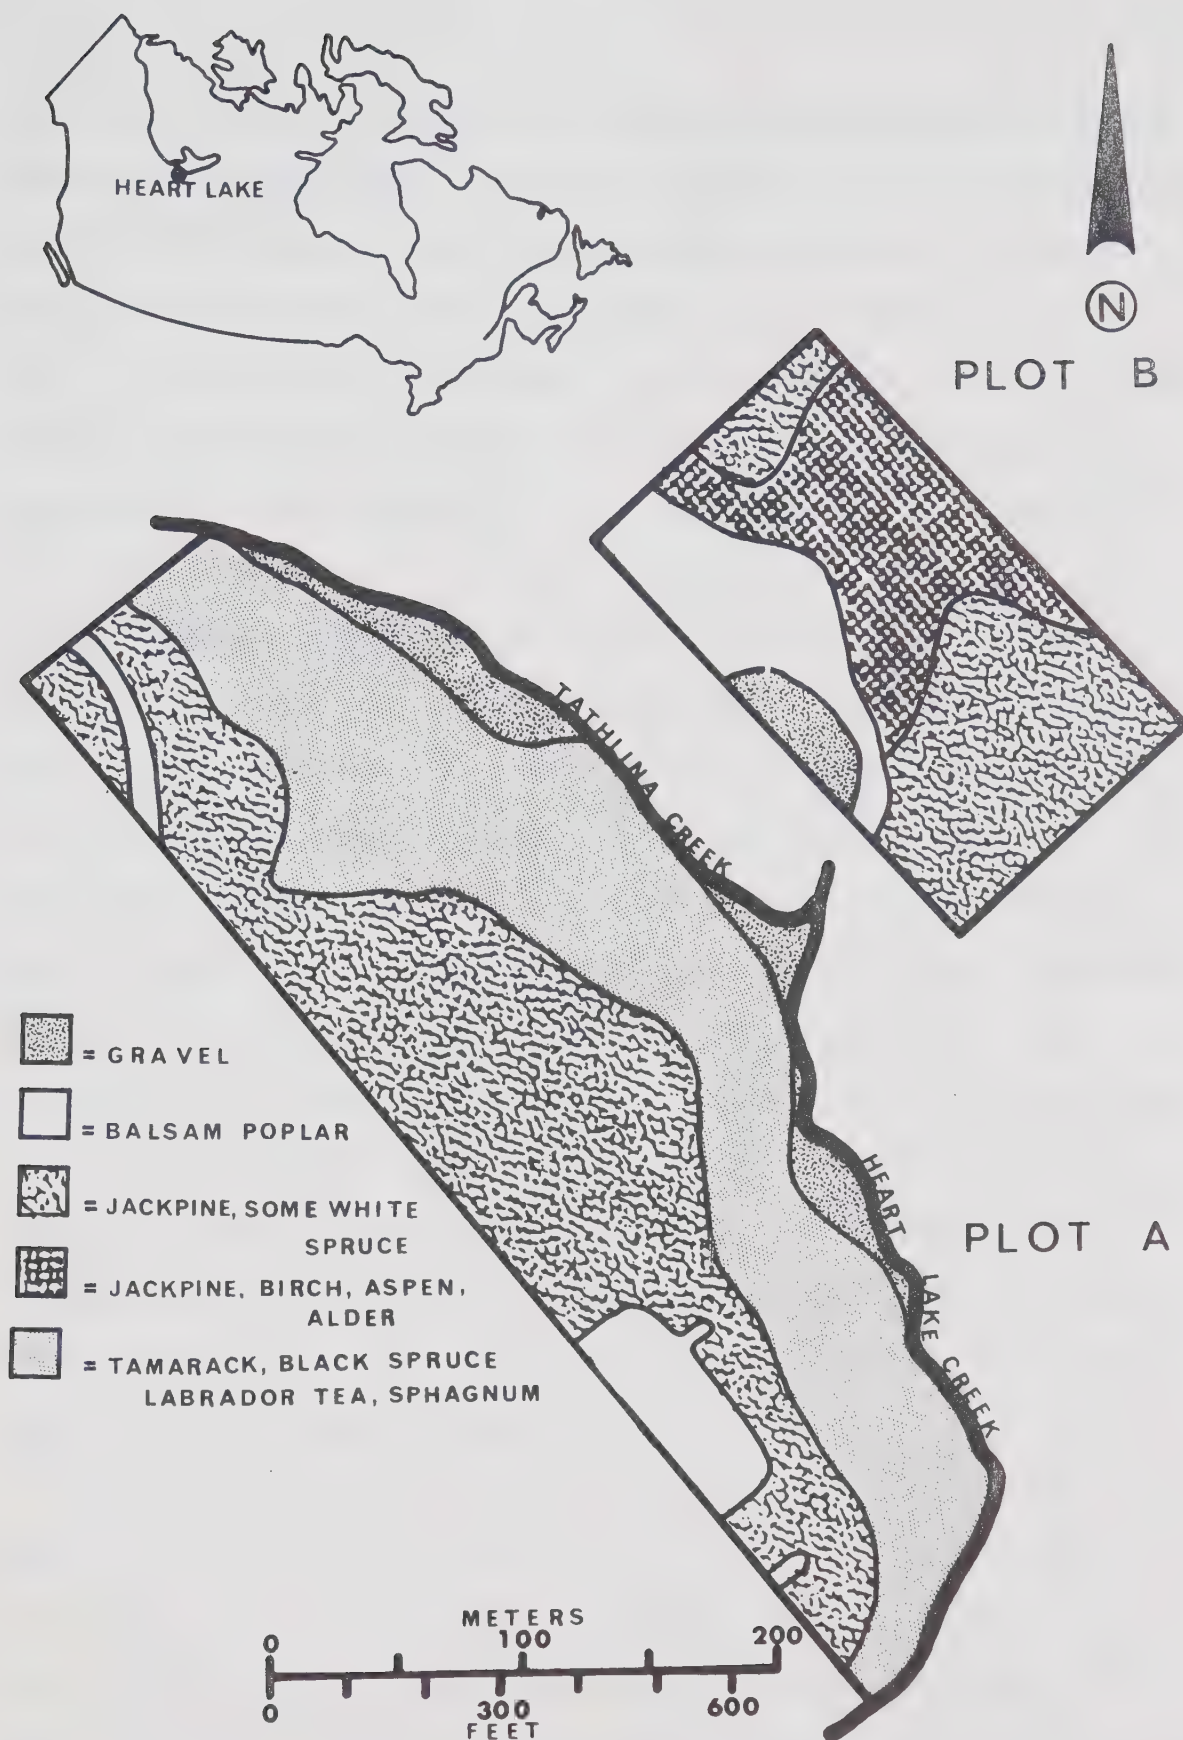 HEART LAKE
N
PLOT B
TATHLINA CREEK
HEART LAKE CREEK
PLOT A
= GRAVEL
= BALSAM POPLAR
= JACKPINE, SOME WHITE
SPRUCE
= JACKPINE, BIRCH, ASPEN,
ALDER
= TAMARACK, BLACK SPRUCE
LABRADOR TEA, SPHAGNUM
METERS
0 100 200
0 300 600
FEET